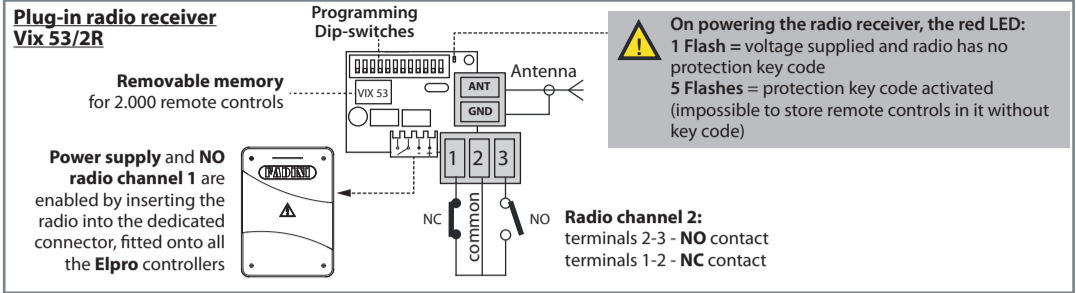 Plug-in radio receiver
Vix 53/2R
Programming
Dip-switches
Removable memory
for 2.000 remote controls
VIX 53
ANT
GND
Antenna
Power supply and NO
radio channel 1 are
enabled by inserting the
radio into the dedicated
connector, fitted onto all
the Elpro controllers
FADINI
- +
1 2 3
NC
common
NO
Radio channel 2:
terminals 2-3 - NO contact
terminals 1-2 - NC contact
On powering the radio receiver, the red LED:
1 Flash = voltage supplied and radio has no
protection key code
5 Flashes = protection key code activated
(impossible to store remote controls in it without
key code)